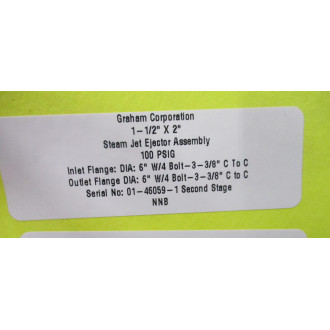 Graham Corporation
1-1/2" X 2"
Steam Jet Ejector Assembly
100 PSIG
Inlet Flange: DIA: 6" W/4 Bolt-3-3/8" C To C
Outlet Flange DIA: 6" W/4 Bolt-3-3/8" C to C
Serial No: 01-46059-1 Second Stage
NNB